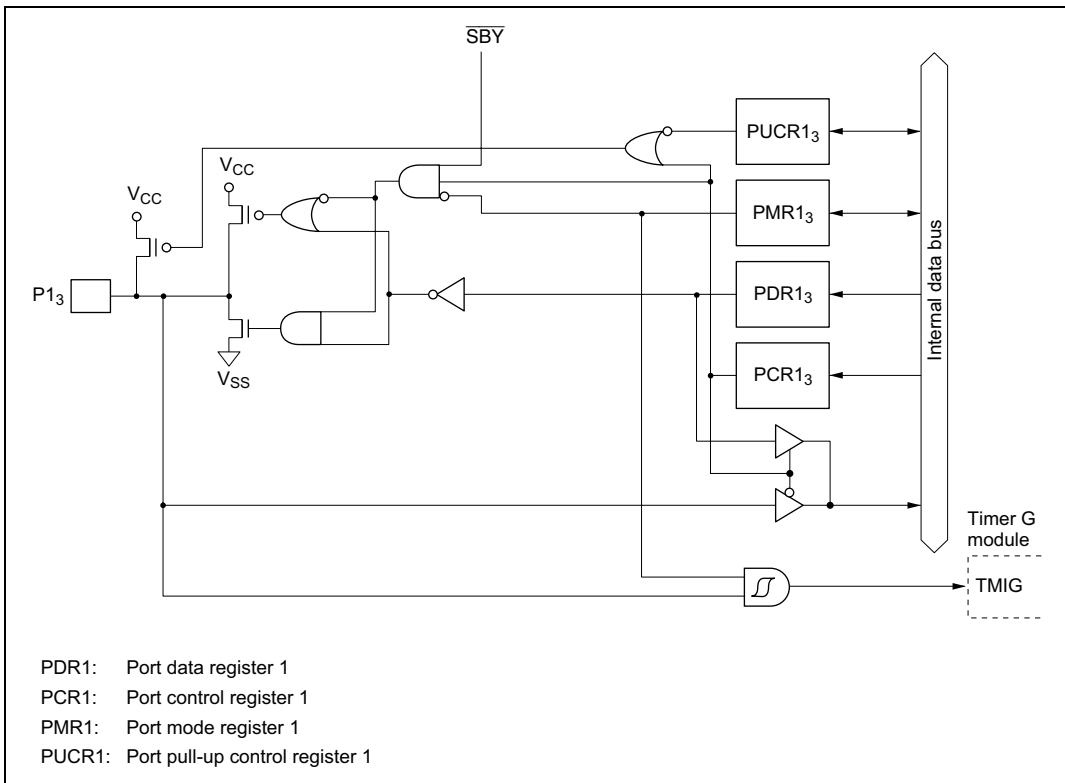 SBY
PUCR1₃
V_CC
V_CC
PMR1₃
P1₃
PDR1₃
Internal data bus
V_SS
PCR1₃
Timer G
module
TMIG
PDR1: Port data register 1
PCR1: Port control register 1
PMR1: Port mode register 1
PUCR1: Port pull-up control register 1